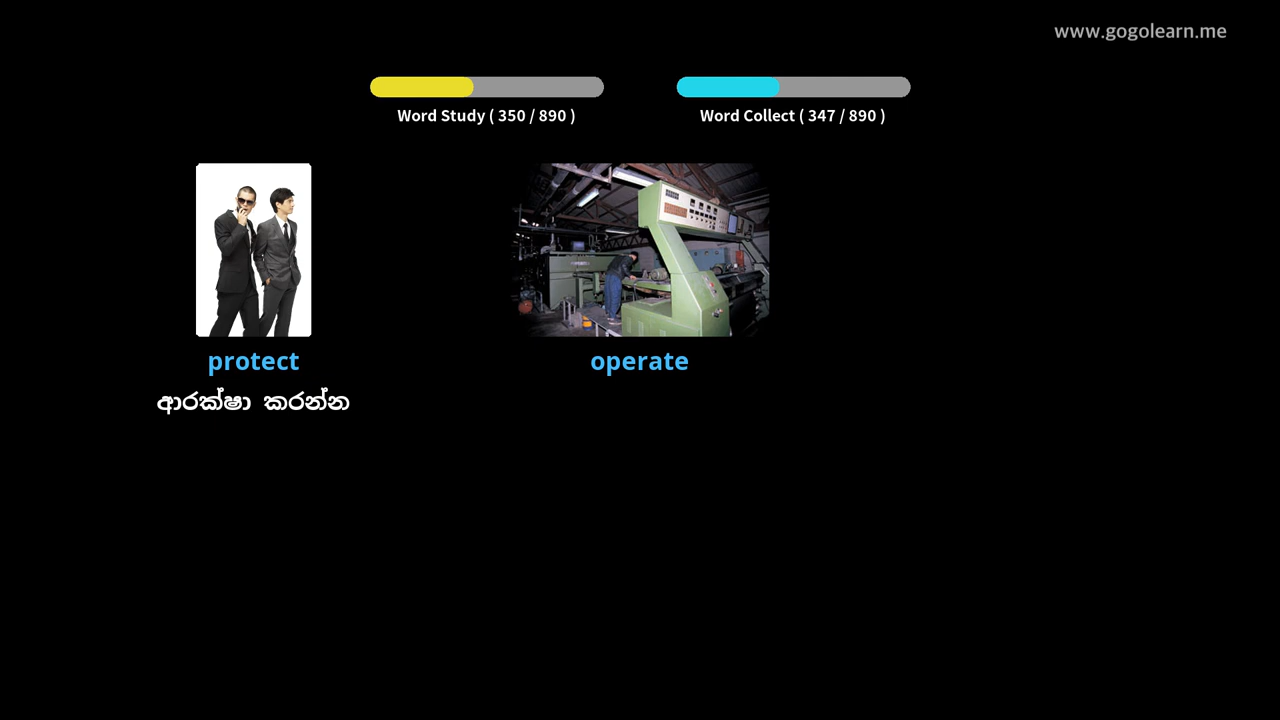 www.gogolearn.me
Word Study ( 350 / 890 )
Word Collect ( 347 / 890 )
protect
operate
ආරක්ෂා කරන්න